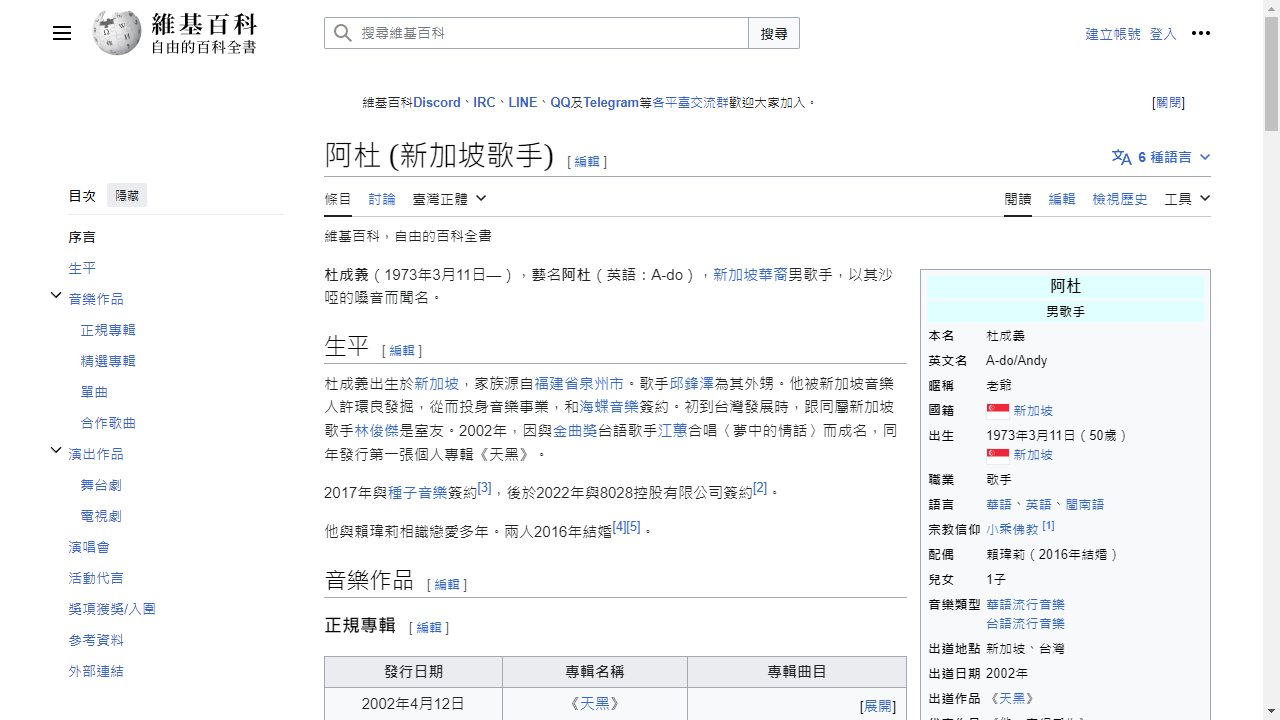 維基百科
自由的百科全書
搜尋維基百科
搜尋
建立帳號 登入
維基百科Discord、IRC、LINE、QQ及Telegram等各平臺交流群歡迎大家加入。
[關閉]
阿杜 (新加坡歌手) [編輯]
6 種語言
目次 隱藏
序言
生平
音樂作品
正規專輯
精選專輯
單曲
合作歌曲
演出作品
舞台劇
電視劇
演唱會
活動代言
獎項獲獎/入圍
參考資料
外部連結
條目 討論 臺灣正體
閱讀 編輯 檢視歷史 工具
維基百科，自由的百科全書
杜成義（1973年3月11日—），藝名阿杜（英語：A-do），新加坡華裔男歌手，以其沙
啞的嗓音而聞名。
生平 [編輯]
杜成義出生於新加坡，家族源自福建省泉州市。歌手邱鋒澤為其外甥。他被新加坡音樂
人許環良發掘，從而投身音樂事業，和海蝶音樂簽約。初到台灣發展時，跟同屬新加坡
歌手林俊傑是室友。2002年，因與金曲獎台語歌手江蕙合唱〈夢中的情話〉而成名，同
年發行第一張個人專輯《天黑》。
2017年與種子音樂簽約[3]，後於2022年與8028控股有限公司簽約[2]。
他與賴瑋莉相識戀愛多年。兩人2016年結婚[4][5]。
音樂作品 [編輯]
正規專輯 [編輯]
發行日期 專輯名稱 專輯曲目
2002年4月12日 《天黑》 [展開]
阿杜
男歌手
本名 杜成義
英文名 A-do/Andy
暱稱 老爺
國籍 新加坡
出生 1973年3月11日（50歲）
新加坡
職業 歌手
語言 華語、英語、閩南語
宗教信仰 小乘佛教 [1]
配偶 賴瑋莉（2016年結婚）
兒女 1子
音樂類型 華語流行音樂
台語流行音樂
出道地點 新加坡、台灣
出道日期 2002年
出道作品 《天黑》